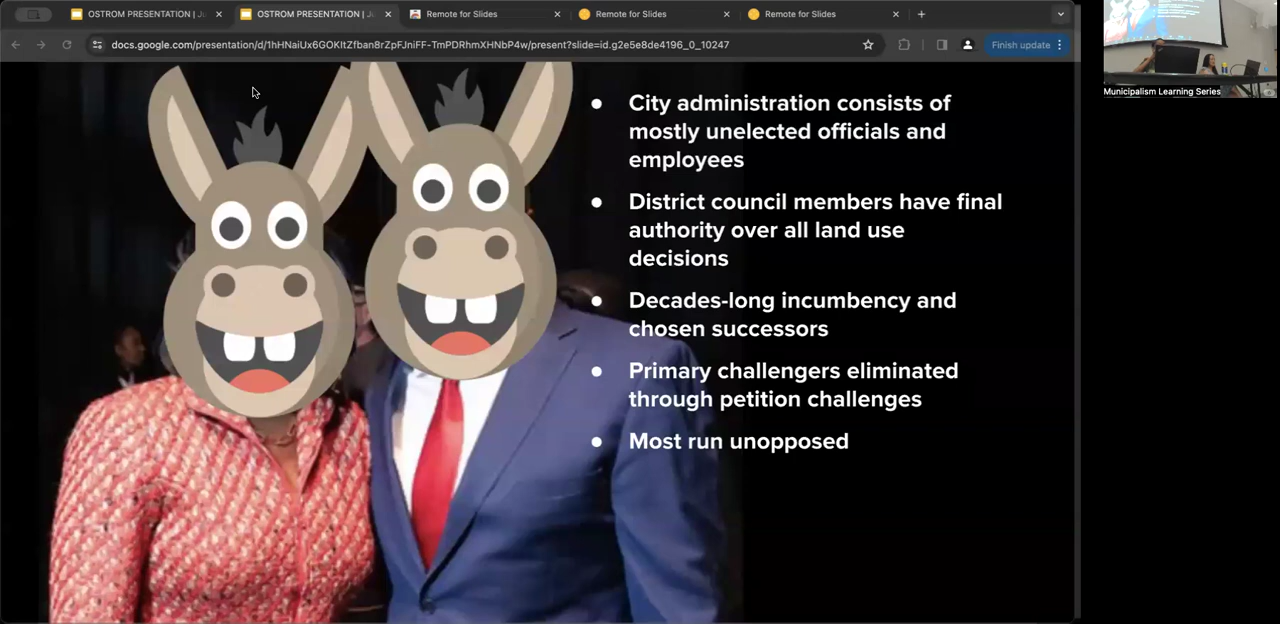 OSTROM PRESENTATION | Ju
OSTROM PRESENTATION | Ju
Remote for Slides
Remote for Slides
Remote for Slides
docs.google.com/presentation/d/1hHNaiUx6GOKItZfban8rZpFJniFF-TmPDRhmXHNbP4w/present?slide=id.g2e5e8de4196_0_10247
Finish update
Municipalism Learning Series
• City administration consists of
mostly unelected officials and
employees
• District council members have final
authority over all land use
decisions
• Decades-long incumbency and
chosen successors
• Primary challengers eliminated
through petition challenges
• Most run unopposed